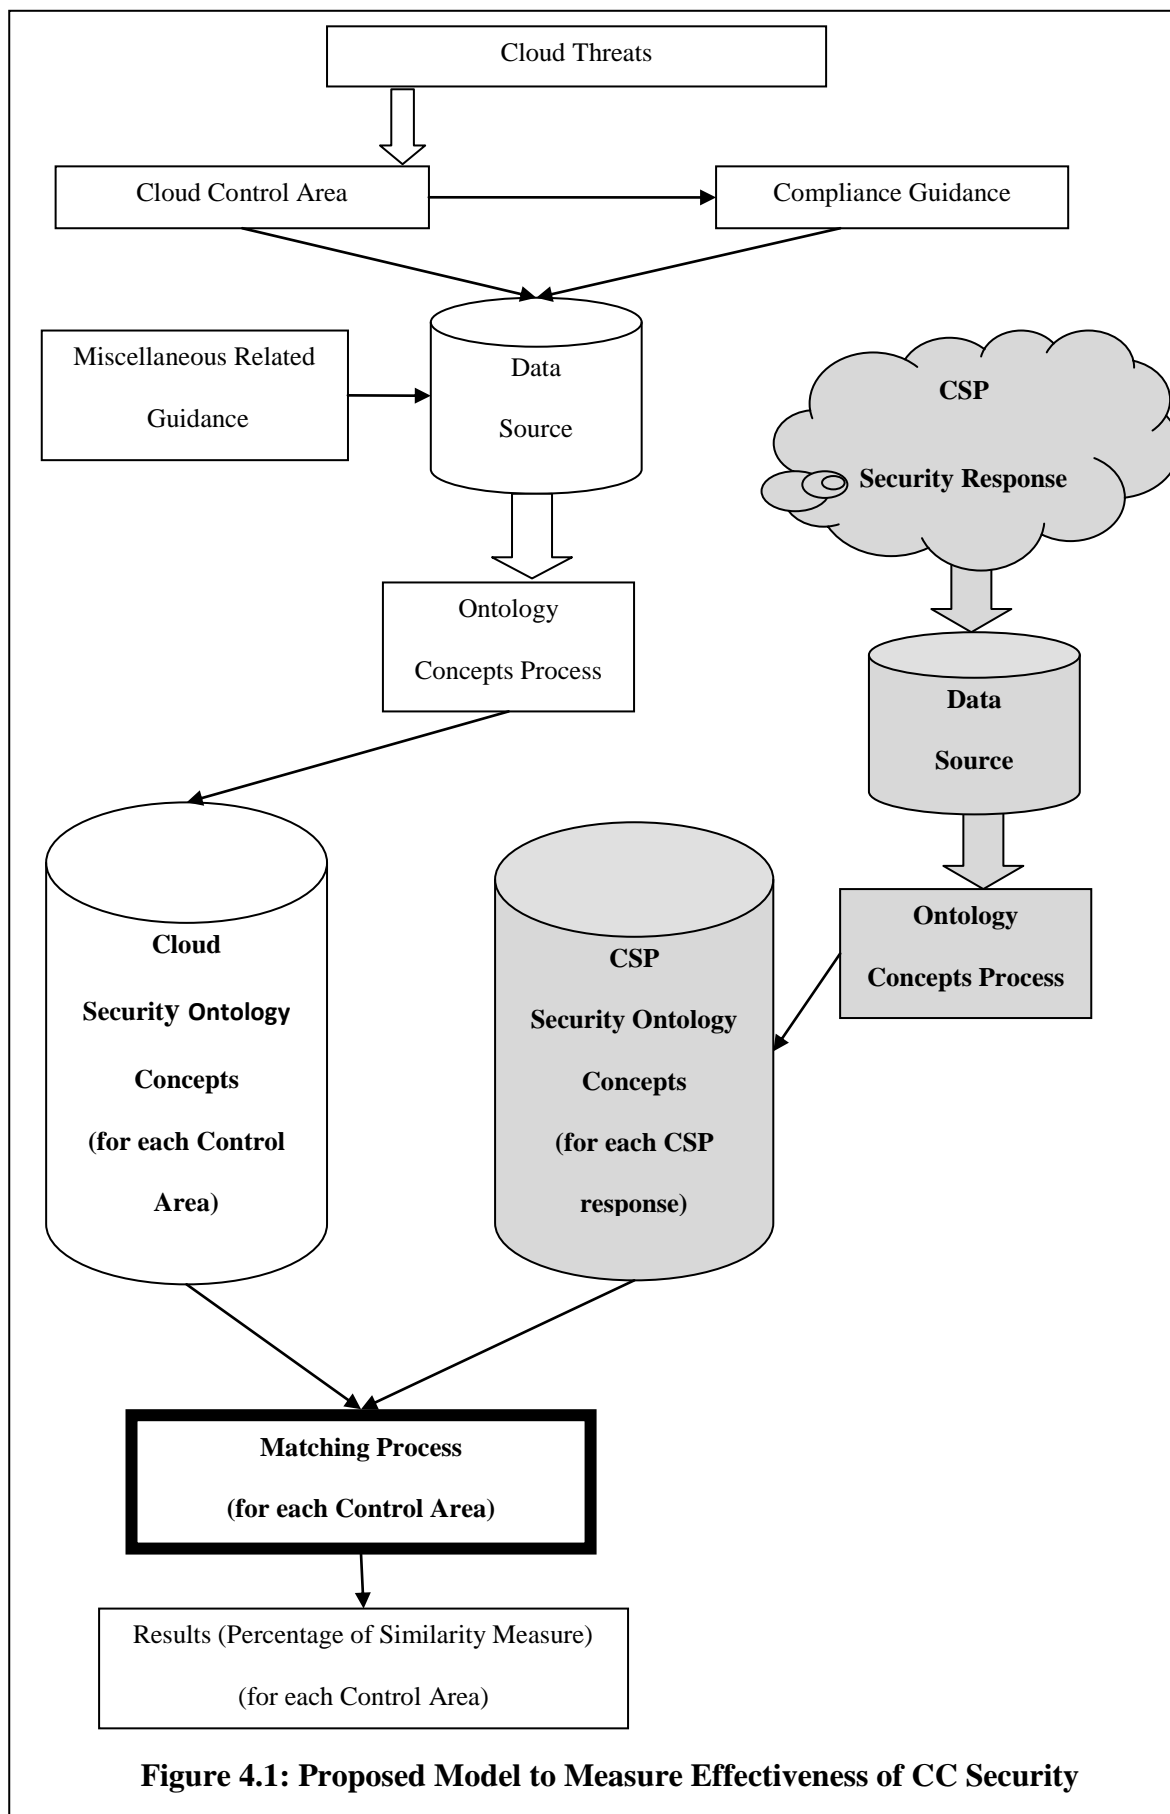 Cloud Threats
Cloud Control Area
Compliance Guidance
Miscellaneous Related
Guidance
Data
Source
CSP
Security Response
Ontology
Concepts Process
Data
Source
Ontology
Concepts Process
Cloud
Security Ontology
Concepts
(for each Control
Area)
CSP
Security Ontology
Concepts
(for each CSP
response)
Matching Process
(for each Control Area)
Results (Percentage of Similarity Measure)
(for each Control Area)
Figure 4.1: Proposed Model to Measure Effectiveness of CC Security